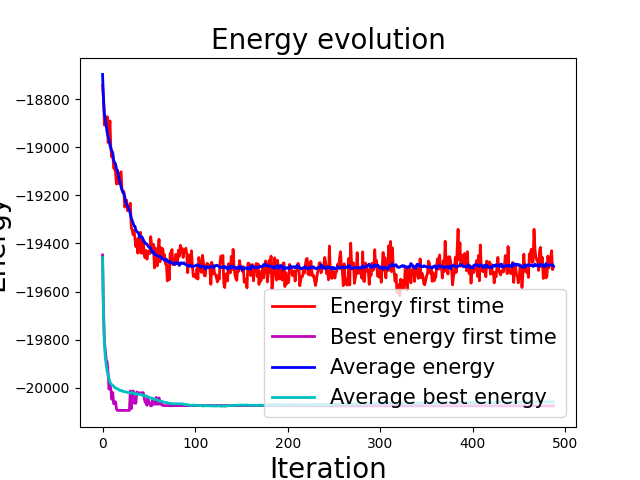 Energy evolution
−18800
−19000
−19200
−19400
−19600
−19800
−20000
Energy
0
100
200
300
400
500
Iteration
Energy first time
Best energy first time
Average energy
Average best energy